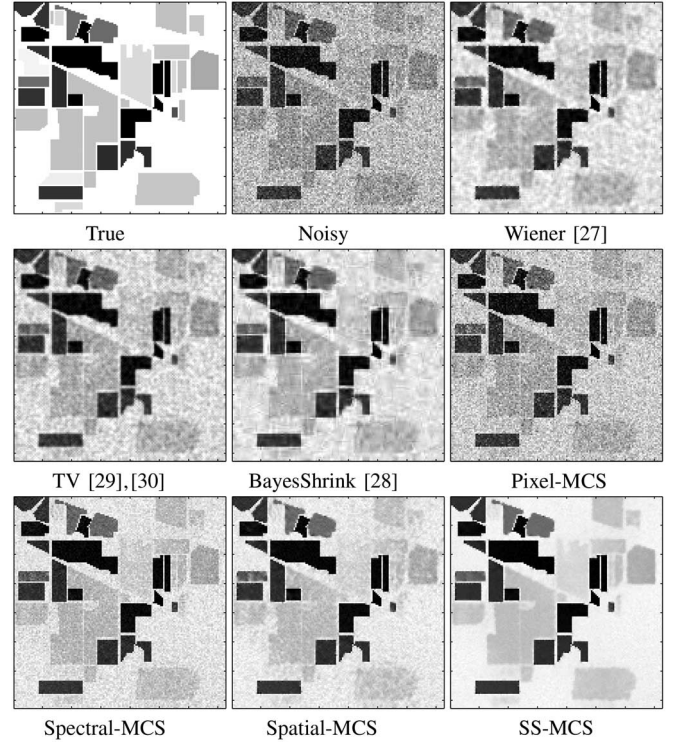 True Noisy Wiener [27]
TV [29],[30] BayesShrink [28] Pixel-MCS
Spectral-MCS Spatial-MCS SS-MCS